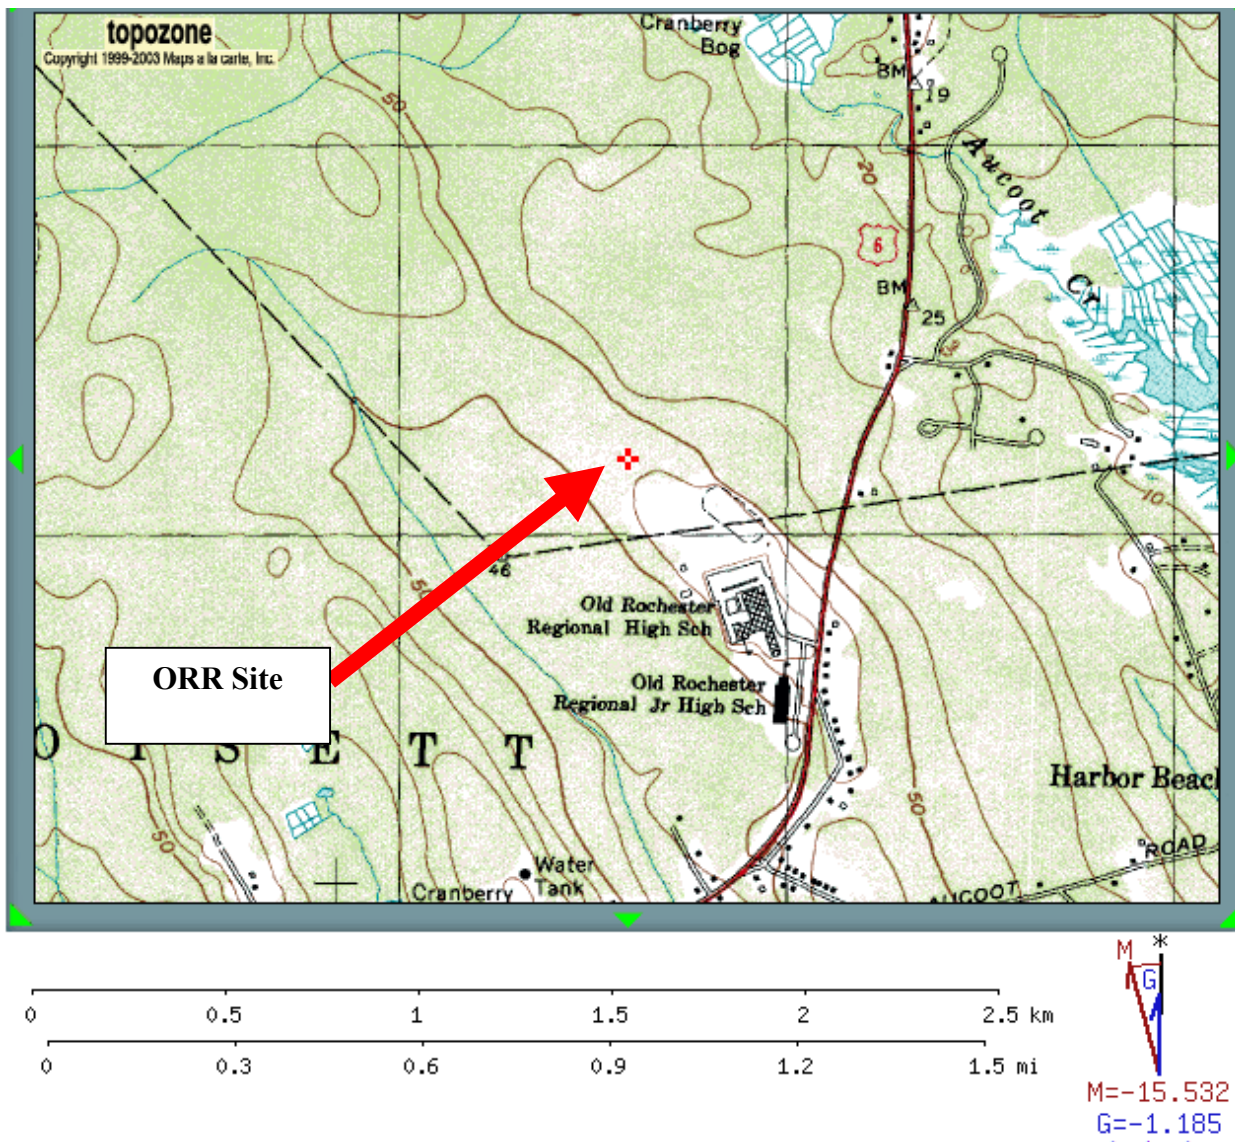 topozone
Copyright 1999-2003 Maps a la carte, Inc.
Cranberry
Bog
BM
19
50
20
Aucoot
6
Cr
BM
25
10
46
50
Old Rochester
Regional High Sch
ORR Site
Old Rochester
Regional Jr High Sch
O T S E T T
Harbor Beach
50
50
ROAD
Water
Tank
Cranberry
AUCOOT
M *
G
0 0.5 1 1.5 2 2.5 km
0 0.3 0.6 0.9 1.2 1.5 mi
M=-15.532
G=-1.185